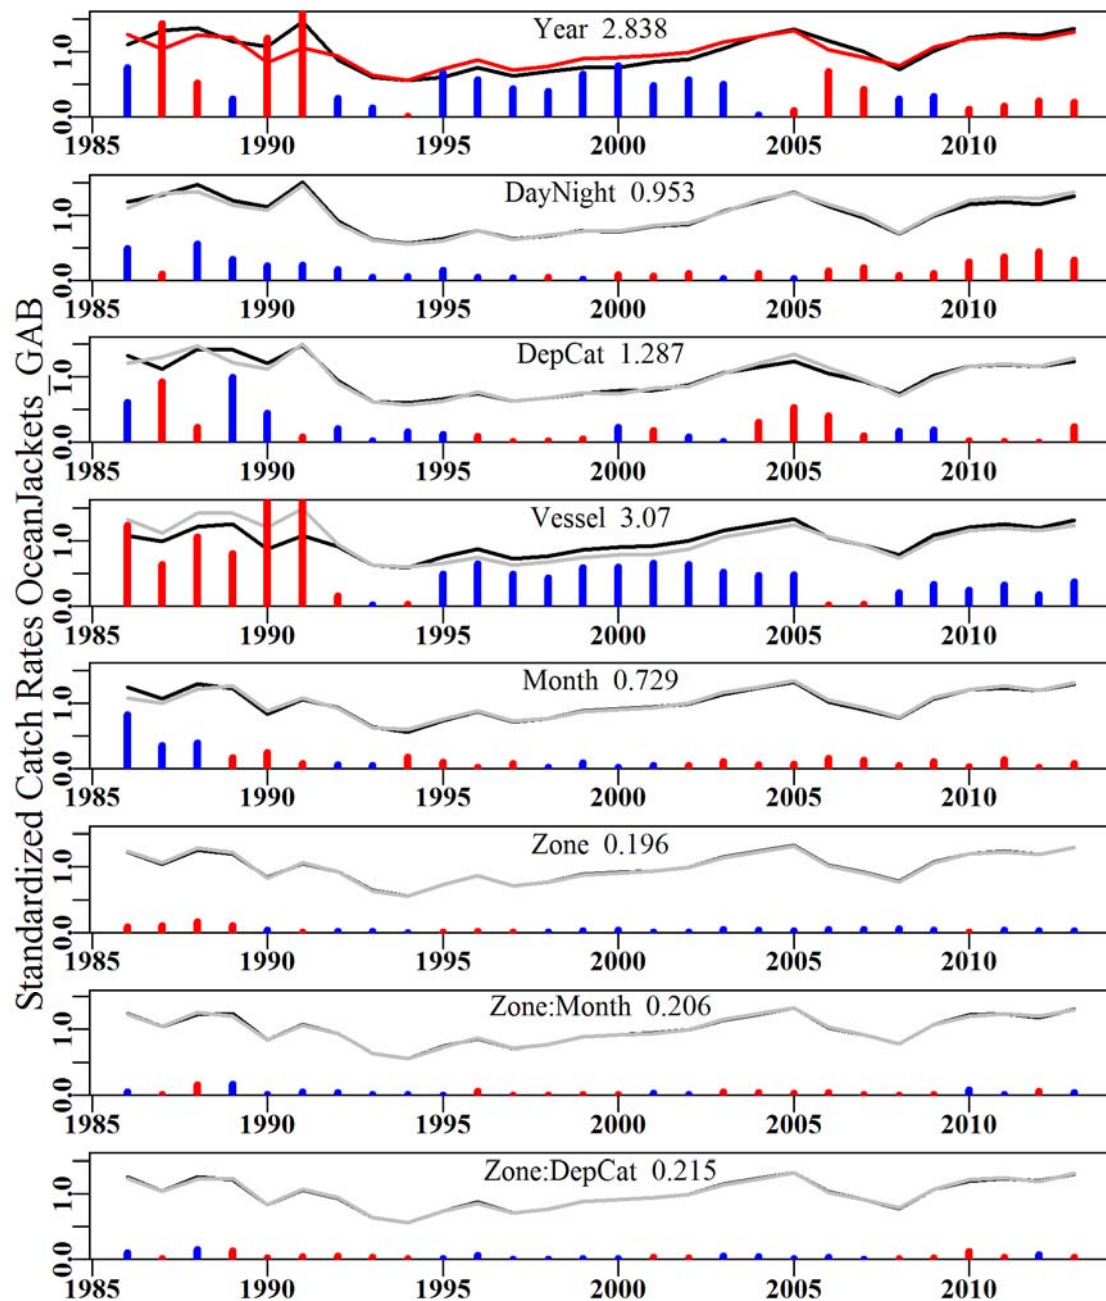 Standardized Catch Rates OceanJackets_GAB
Year 2.838
1.0
0.0
1985 1990 1995 2000 2005 2010
DayNight 0.953
1.0
0.0
1985 1990 1995 2000 2005 2010
DepCat 1.287
1.0
0.0
1985 1990 1995 2000 2005 2010
Vessel 3.07
1.0
0.0
1985 1990 1995 2000 2005 2010
Month 0.729
1.0
0.0
1985 1990 1995 2000 2005 2010
Zone 0.196
1.0
0.0
1985 1990 1995 2000 2005 2010
Zone:Month 0.206
1.0
0.0
1985 1990 1995 2000 2005 2010
Zone:DepCat 0.215
1.0
0.0
1985 1990 1995 2000 2005 2010